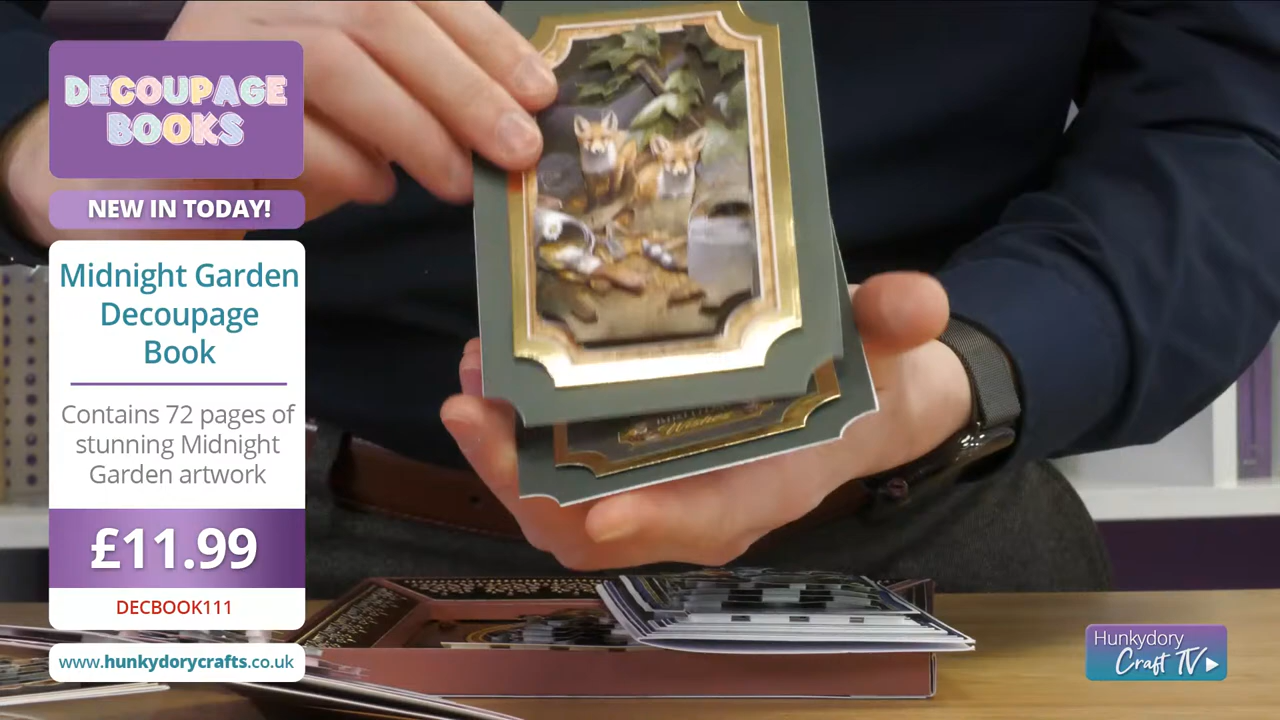 DECOUPAGE
BOOKS
NEW IN TODAY!
Midnight Garden
Decoupage
Book
Contains 72 pages of
stunning Midnight
Garden artwork
£11.99
DECBOOK111
www.hunkydorycrafts.co.uk
Wishes
Hunkydory
Craft TV